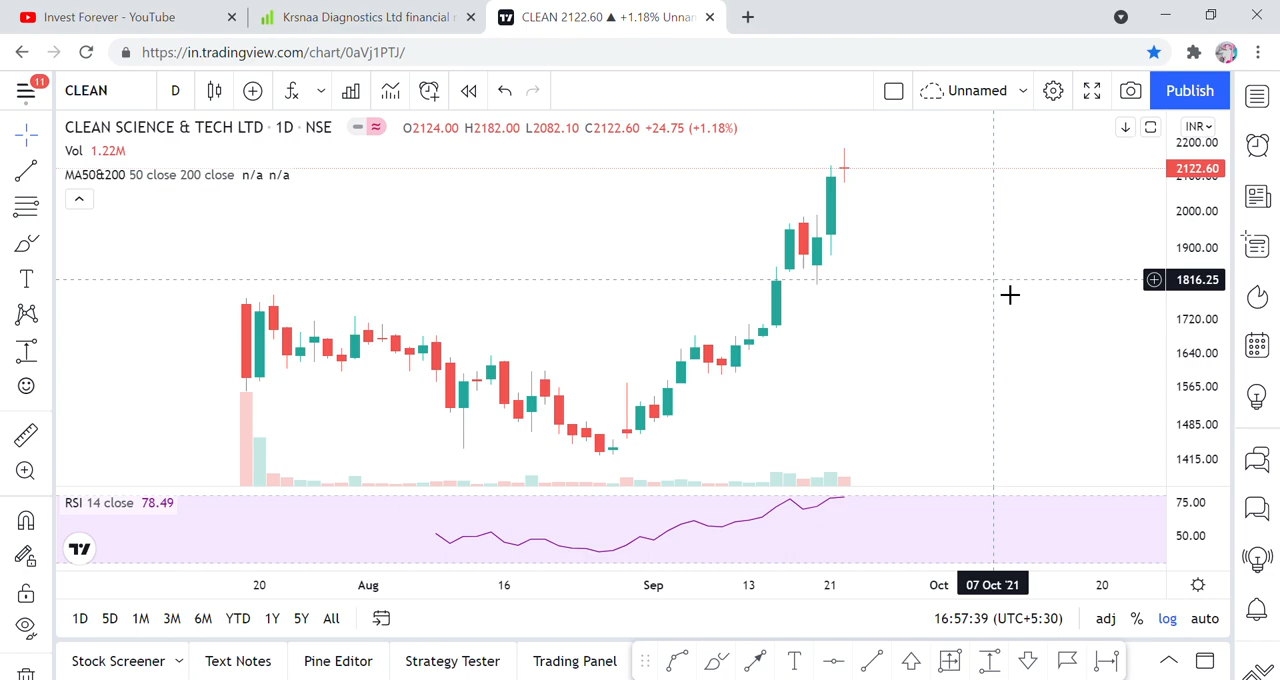 Invest Forever - YouTube
Krsnaa Diagnostics Ltd financial
CLEAN 2122.60 ▲ +1.18% Unnan
https://in.tradingview.com/chart/0aVj1PTJ/
11
CLEAN
D
Unnamed
Publish
CLEAN SCIENCE & TECH LTD · 1D · NSE
O2124.00 H2182.00 L2082.10 C2122.60 +24.75 (+1.18%)
INR
Vol 1.22M
MA50&200 50 close 200 close n/a n/a
2200.00
2122.60
2100.00
2000.00
1900.00
1816.25
1720.00
1640.00
1565.00
1485.00
1415.00
RSI 14 close 78.49
75.00
50.00
20
Aug
16
Sep
13
21
Oct
07 Oct '21
20
1D
5D
1M
3M
6M
YTD
1Y
5Y
All
16:57:39 (UTC+5:30)
adj
%
log
auto
Stock Screener
Text Notes
Pine Editor
Strategy Tester
Trading Panel